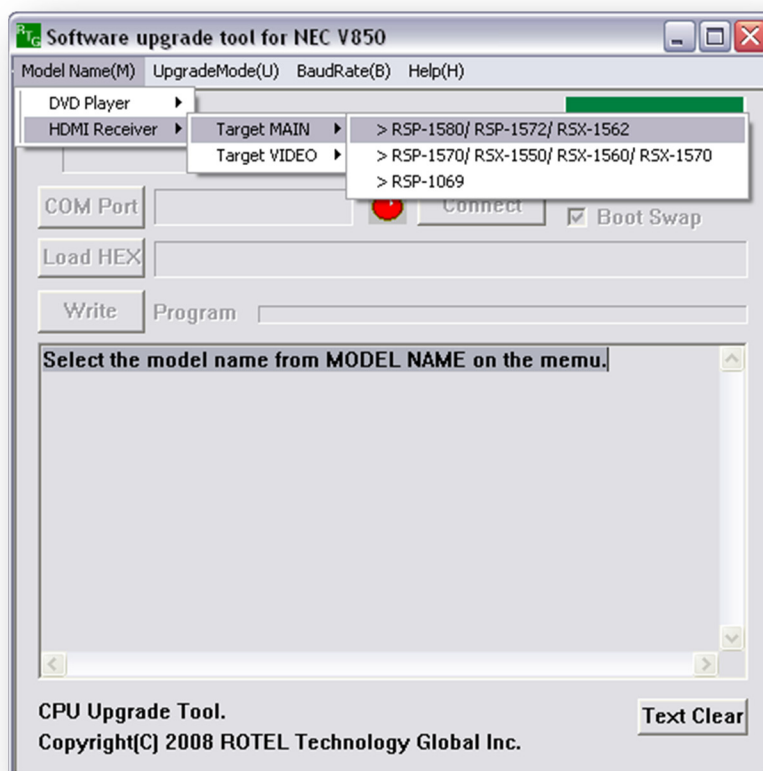 RTG Software upgrade tool for NEC V850
Model Name(M) UpgradeMode(U) BaudRate(B) Help(H)
DVD Player
HDMI Receiver Target MAIN > RSP-1580/ RSP-1572/ RSX-1562
Target VIDEO > RSP-1570/ RSX-1550/ RSX-1560/ RSX-1570
> RSP-1069
COM Port Connect Boot Swap
Load HEX
Write Program
Select the model name from MODEL NAME on the memu.
CPU Upgrade Tool.
Text Clear
Copyright(C) 2008 ROTEL Technology Global Inc.